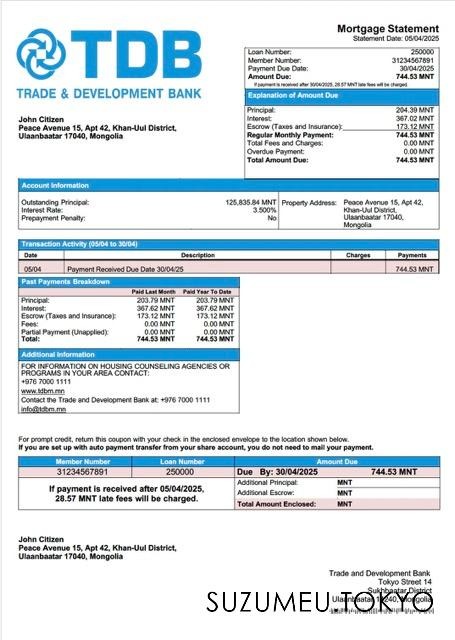 TDB
TRADE & DEVELOPMENT BANK
Mortgage Statement
Statement Date: 05/04/2025
Loan Number: 250000
Member Number: 31234567891
Payment Due Date: 30/04/2025
Amount Due: 744.53 MNT
If payment is received after 30/04/2025, 28.57 MNT late fees will be charged.
Explanation of Amount Due
Principal: 204.39 MNT
Interest: 367.02 MNT
Escrow (Taxes and Insurance): 173.12 MNT
Regular Monthly Payment: 744.53 MNT
Total Fees and Charges: 0.00 MNT
Overdue Payment: 0.00 MNT
Total Amount Due: 744.53 MNT
John Citizen
Peace Avenue 15, Apt 42, Khan-Uul District,
Ulaanbaatar 17040, Mongolia
Account Information
Outstanding Principal: 125,835.84 MNT
Interest Rate: 3.500%
Prepayment Penalty: No
Property Address: Peace Avenue 15, Apt 42,
Khan-Uul District,
Ulaanbaatar 17040,
Mongolia
Transaction Activity (05/04 to 30/04)
Date Description Charges Payments
05/04 Payment Received Due Date 30/04/25 744.53 MNT
Past Payments Breakdown
Paid Last Month Paid Year To Date
Principal: 203.79 MNT 203.79 MNT
Interest: 367.62 MNT 367.62 MNT
Escrow (Taxes and Insurance): 173.12 MNT 173.12 MNT
Fees: 0.00 MNT 0.00 MNT
Partial Payment (Unapplied): 0.00 MNT 0.00 MNT
Total: 744.53 MNT 744.53 MNT
Additional Information
FOR INFORMATION ON HOUSING COUNSELING AGENCIES OR
PROGRAMS IN YOUR AREA CONTACT:
+976 7000 1111
www.tdbm.mn
Contact the Trade and Development Bank at: +976 7000 1111
info@tdbm.mn
For prompt credit, return this coupon with your check in the enclosed envelope to the location shown below.
If you are set up with auto payment transfer from your share account, you do not need to mail your payment.
Member Number Loan Number Amount Due
31234567891 250000 Due By: 30/04/2025 744.53 MNT
If payment is received after 05/04/2025,
28.57 MNT late fees will be charged.
Additional Principal: MNT
Additional Escrow: MNT
Total Amount Enclosed: MNT
John Citizen
Peace Avenue 15, Apt 42, Khan-Uul District,
Ulaanbaatar 17040, Mongolia
Trade and Development Bank
Tokyo Street 14
Sukhbaatar District
Ulaanbaatar 14240, Mongolia
SUZUMEU.TOKYO